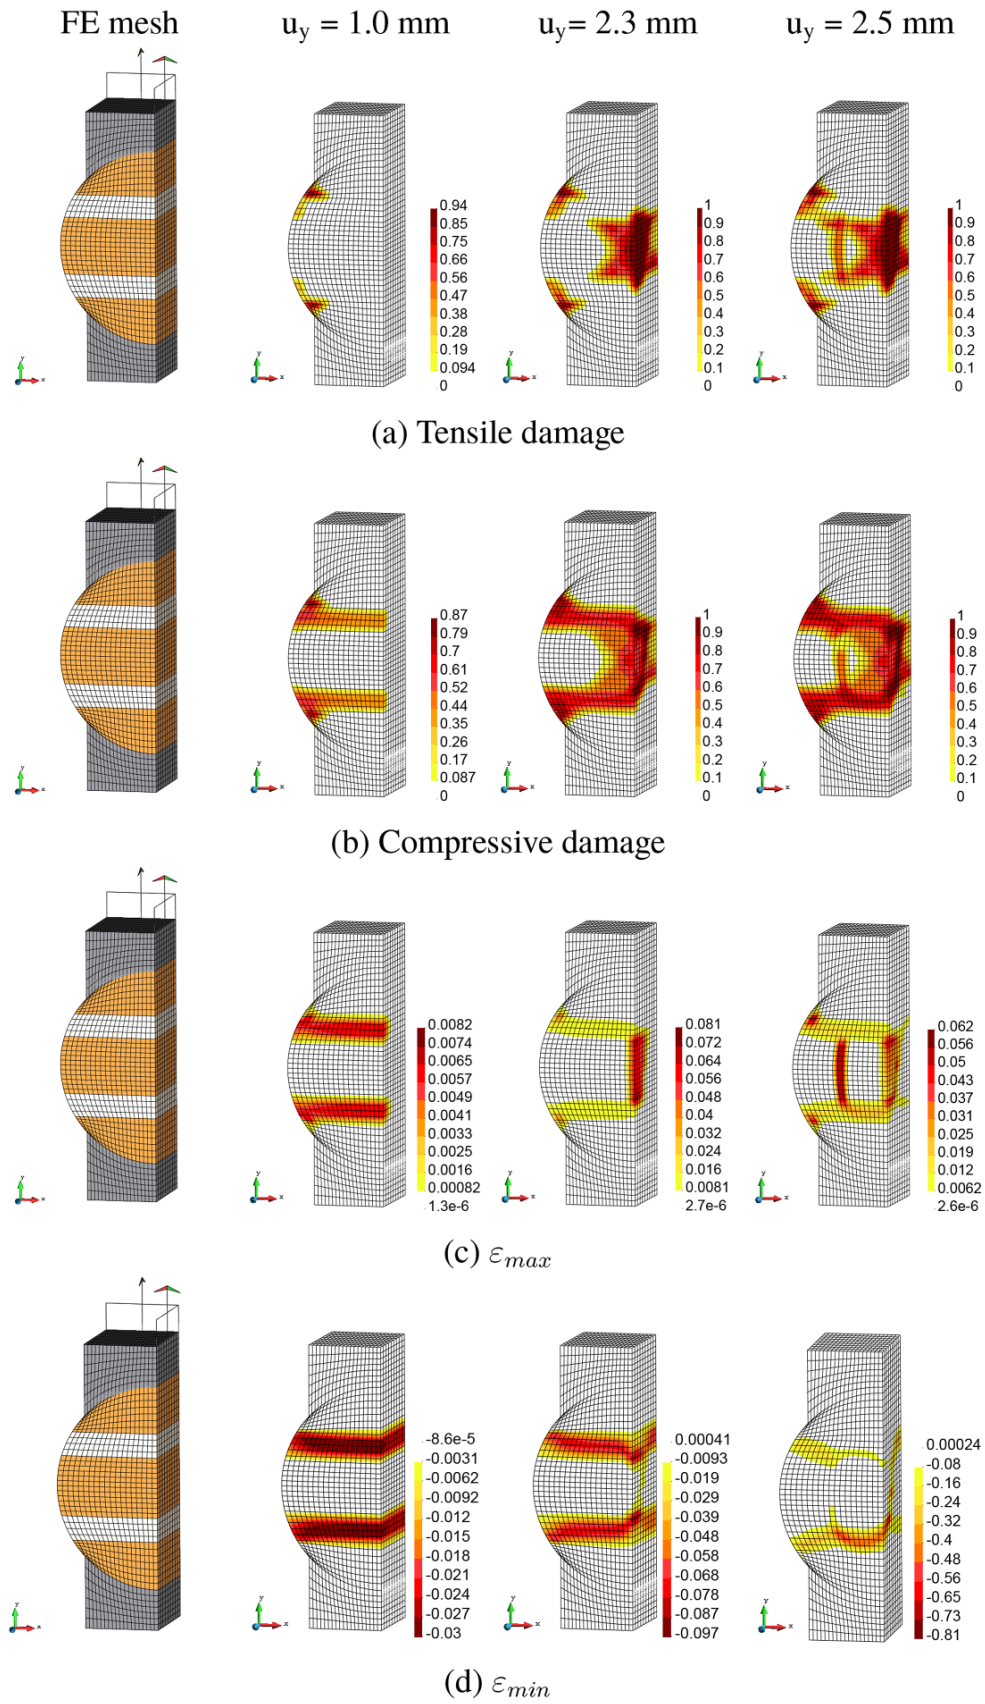 FE mesh
u_y = 1.0 mm
u_y= 2.3 mm
u_y = 2.5 mm
y
x
0.94
0.85
0.75
0.66
0.56
0.47
0.38
0.28
0.19
0.094
0
y
x
1
0.9
0.8
0.7
0.6
0.5
0.4
0.3
0.2
0.1
0
y
x
1
0.9
0.8
0.7
0.6
0.5
0.4
0.3
0.2
0.1
0
y
x
(a) Tensile damage
y
x
0.87
0.79
0.7
0.61
0.52
0.44
0.35
0.26
0.17
0.087
0
y
x
1
0.9
0.8
0.7
0.6
0.5
0.4
0.3
0.2
0.1
0
y
x
1
0.9
0.8
0.7
0.6
0.5
0.4
0.3
0.2
0.1
0
y
x
(b) Compressive damage
y
x
0.0082
0.0074
0.0065
0.0057
0.0049
0.0041
0.0033
0.0025
0.0016
0.00082
1.3e-6
y
x
0.081
0.072
0.064
0.056
0.048
0.04
0.032
0.024
0.016
0.0081
2.7e-6
y
x
0.062
0.056
0.05
0.043
0.037
0.031
0.025
0.019
0.012
0.0062
2.6e-6
y
x
(c) ε_max
y
x
-8.6e-5
-0.0031
-0.0062
-0.0092
-0.012
-0.015
-0.018
-0.021
-0.024
-0.027
-0.03
y
x
0.00041
-0.0093
-0.019
-0.029
-0.039
-0.048
-0.058
-0.068
-0.078
-0.087
-0.097
y
x
0.00024
-0.08
-0.16
-0.24
-0.32
-0.4
-0.48
-0.56
-0.65
-0.73
-0.81
y
x
(d) ε_min